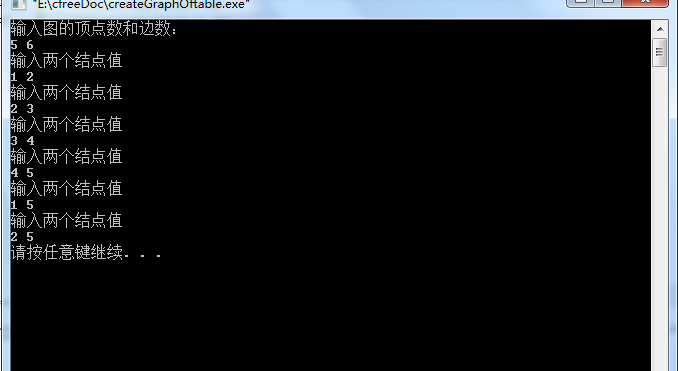 "E:\cfreeDoc\createGraphOftable.exe"
输入图的顶点数和边数：
5 6
输入两个结点值
1 2
输入两个结点值
2 3
输入两个结点值
3 4
输入两个结点值
4 5
输入两个结点值
1 5
输入两个结点值
2 5
请按任意键继续. . .